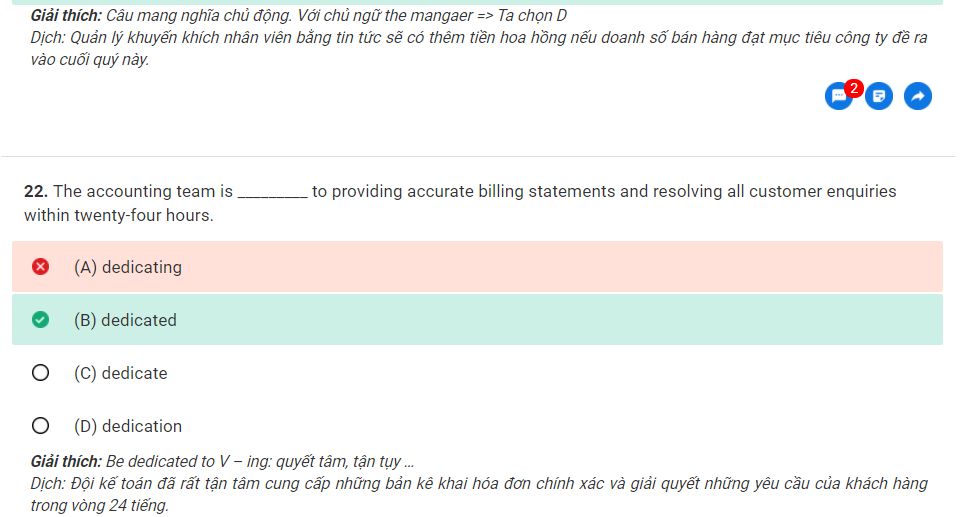 Giải thích: Câu mang nghĩa chủ động. Với chủ ngữ the mangaer => Ta chọn D
Dịch: Quản lý khuyến khích nhân viên bằng tin tức sẽ có thêm tiền hoa hồng nếu doanh số bán hàng đạt mục tiêu công ty đề ra
vào cuối quý này.
2
22. The accounting team is _________ to providing accurate billing statements and resolving all customer enquiries
within twenty-four hours.
(A) dedicating
(B) dedicated
(C) dedicate
(D) dedication
Giải thích: Be dedicated to V – ing: quyết tâm, tận tụy ...
Dịch: Đội kế toán đã rất tận tâm cung cấp những bản kê khai hóa đơn chính xác và giải quyết những yêu cầu của khách hàng
trong vòng 24 tiếng.